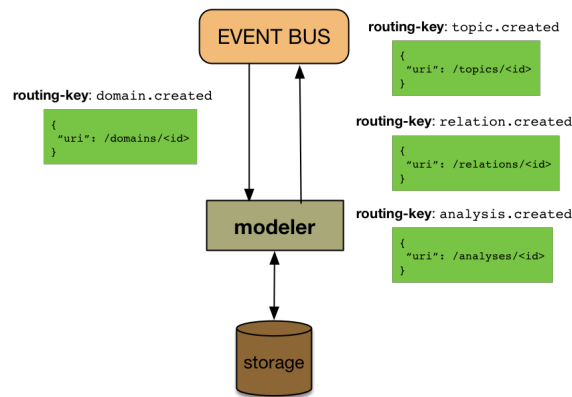 EVENT BUS
routing-key: topic.created
{
"uri": /topics/<id>
}
routing-key: domain.created
{
"uri": /domains/<id>
}
routing-key: relation.created
{
"uri": /relations/<id>
}
modeler
routing-key: analysis.created
{
"uri": /analyses/<id>
}
storage